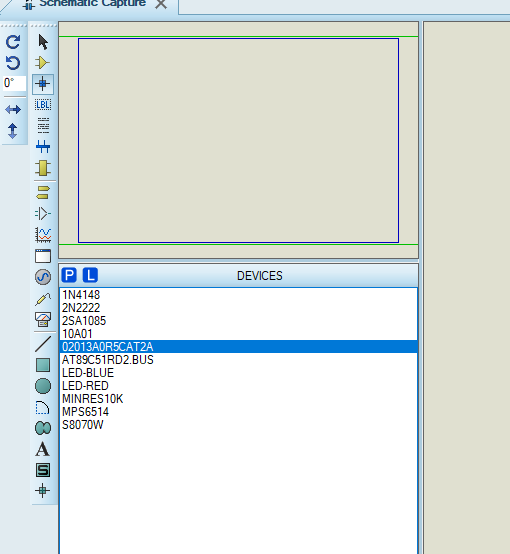 Schematic Capture
0°
LBL
P L DEVICES
1N4148
2N2222
2SA1085
10A01
02013A0R5CAT2A
AT89C51RD2.BUS
LED-BLUE
LED-RED
MINRES10K
MPS6514
S8070W
A
S